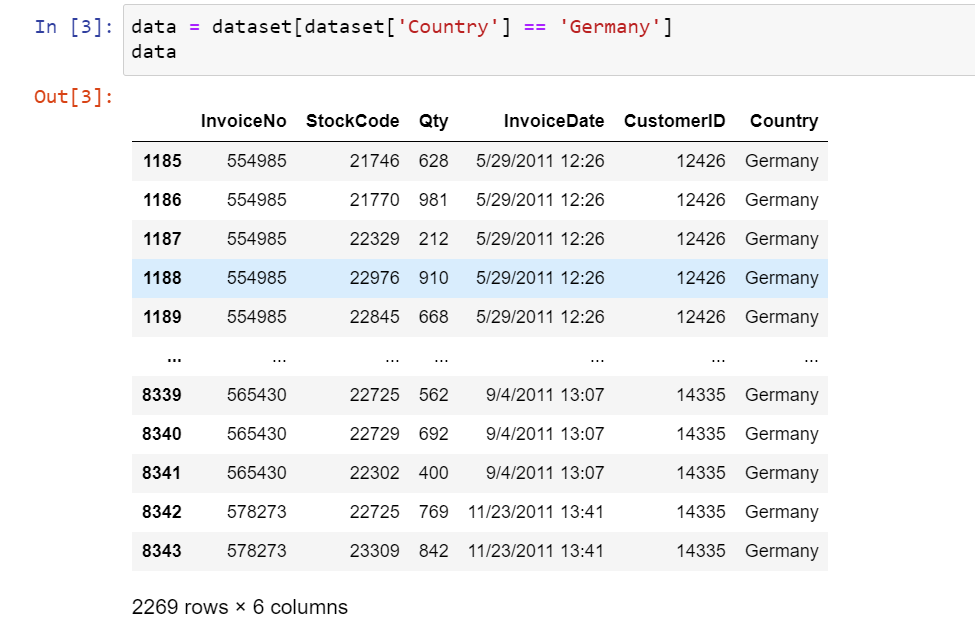 In [3]: data = dataset[dataset['Country'] == 'Germany']
data
Out[3]:
InvoiceNo StockCode Qty InvoiceDate CustomerID Country
1185 554985 21746 628 5/29/2011 12:26 12426 Germany
1186 554985 21770 981 5/29/2011 12:26 12426 Germany
1187 554985 22329 212 5/29/2011 12:26 12426 Germany
1188 554985 22976 910 5/29/2011 12:26 12426 Germany
1189 554985 22845 668 5/29/2011 12:26 12426 Germany
... ... ... ... ... ... ...
8339 565430 22725 562 9/4/2011 13:07 14335 Germany
8340 565430 22729 692 9/4/2011 13:07 14335 Germany
8341 565430 22302 400 9/4/2011 13:07 14335 Germany
8342 578273 22725 769 11/23/2011 13:41 14335 Germany
8343 578273 23309 842 11/23/2011 13:41 14335 Germany
2269 rows × 6 columns